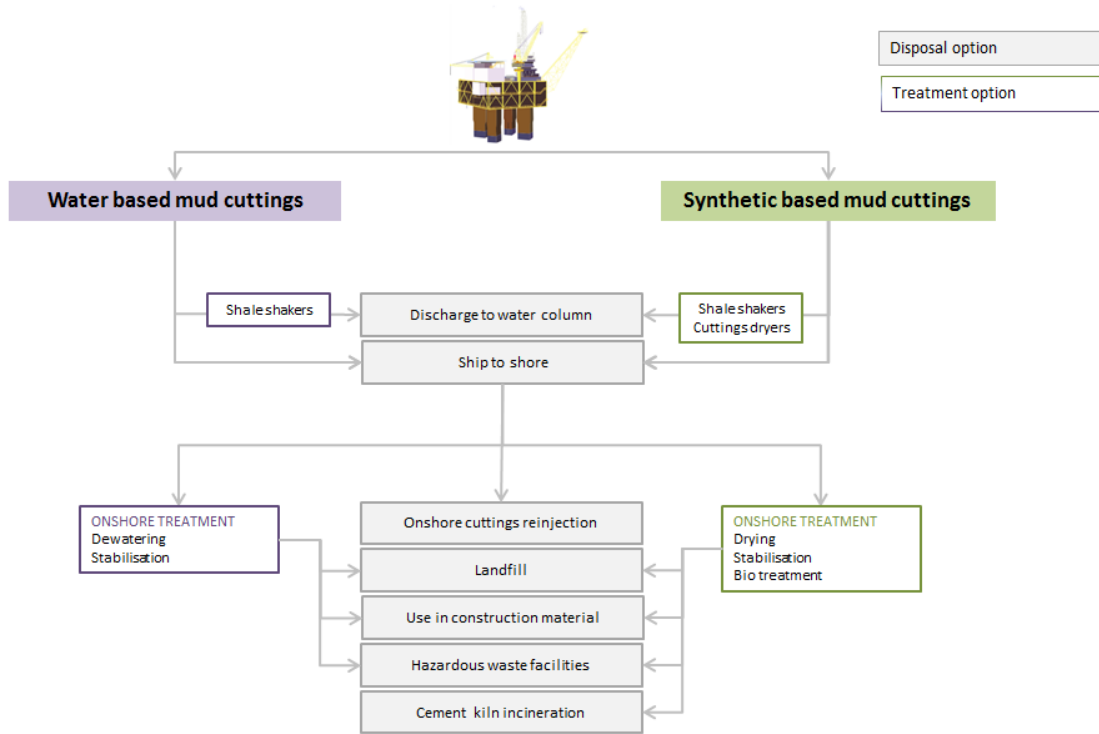 Disposal option
Treatment option
Water based mud cuttings
Synthetic based mud cuttings
Shale shakers
Discharge to water column
Shale shakers
Cuttings dryers
Ship to shore
ONSHORE TREATMENT
Dewatering
Stabilisation
Onshore cuttings reinjection
Landfill
Use in construction material
Hazardous waste facilities
Cement kiln incineration
ONSHORE TREATMENT
Drying
Stabilisation
Bio treatment